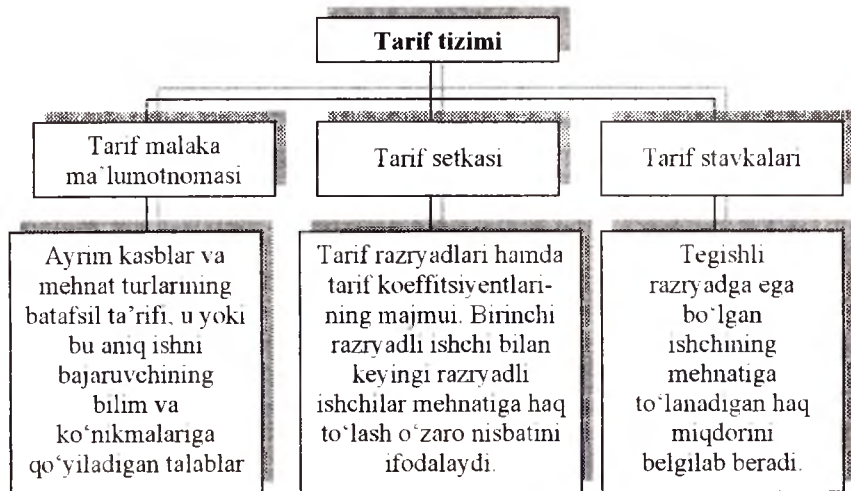 Tarif tizimi
Tarif malaka
ma`lumotnomasi
Tarif setkasi
Tarif stavkalari
Ayrim kasblar va
mehnat turlarining
batafsil ta’rifi, u yoki
bu aniq ishni
bajaruvchining
bilim va
ko‘nikmalariga
qo‘yiladigan talablar
Tarif razryadlari hamda
tarif koeffitsiyentlari-
ning majmui. Birinchi
razryadli ishchi bilan
keyingi razryadli
ishchilar mehnatiga haq
to‘lash o‘zaro nisbatini
ifodalaydi.
Tegishli
razryadga ega
bo‘lgan
ishchining
mehnatiga
to‘lanadigan haq
miqdorini
belgilab beradi.